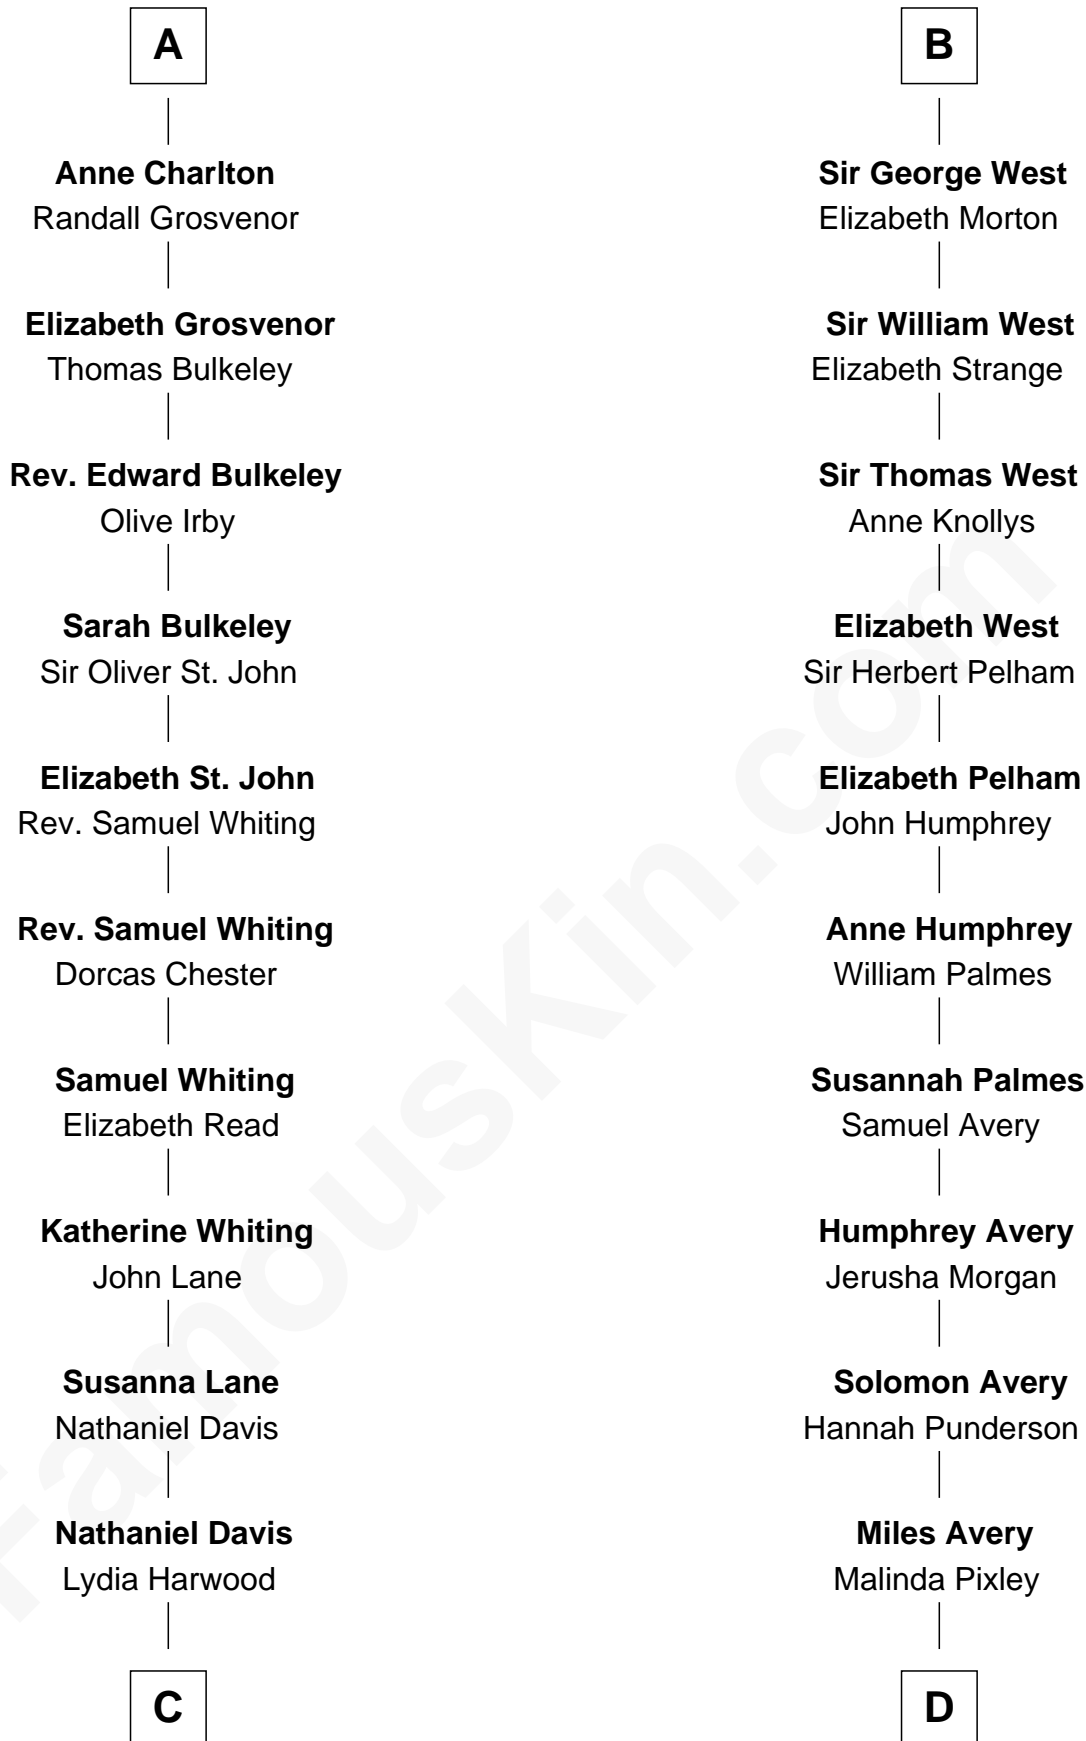 A
Anne Charlton
Randall Grosvenor
Elizabeth Grosvenor
Thomas Bulkeley
Rev. Edward Bulkeley
Olive Irby
Sarah Bulkeley
Sir Oliver St. John
Elizabeth St. John
Rev. Samuel Whiting
Rev. Samuel Whiting
Dorcas Chester
Samuel Whiting
Elizabeth Read
Katherine Whiting
John Lane
Susanna Lane
Nathaniel Davis
Nathaniel Davis
Lydia Harwood
C
B
Sir George West
Elizabeth Morton
Sir William West
Elizabeth Strange
Sir Thomas West
Anne Knollys
Elizabeth West
Sir Herbert Pelham
Elizabeth Pelham
John Humphrey
Anne Humphrey
William Palmes
Susannah Palmes
Samuel Avery
Humphrey Avery
Jerusha Morgan
Solomon Avery
Hannah Punderson
Miles Avery
Malinda Pixley
D
FamousKin.com